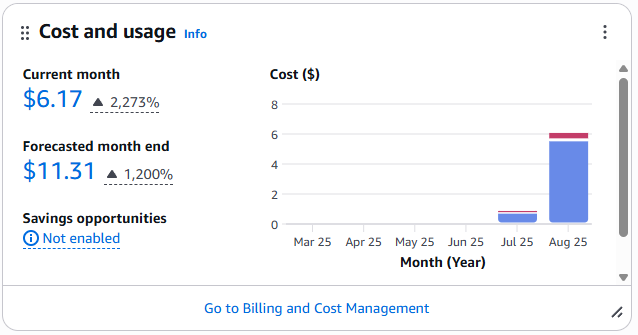 Cost and usage Info
Current month
$6.17 ▲ 2,273%
Forecasted month end
$11.31 ▲ 1,200%
Savings opportunities
Not enabled
Cost ($)
8
6
4
2
0
Mar 25 Apr 25 May 25 Jun 25 Jul 25 Aug 25
Month (Year)
Go to Billing and Cost Management